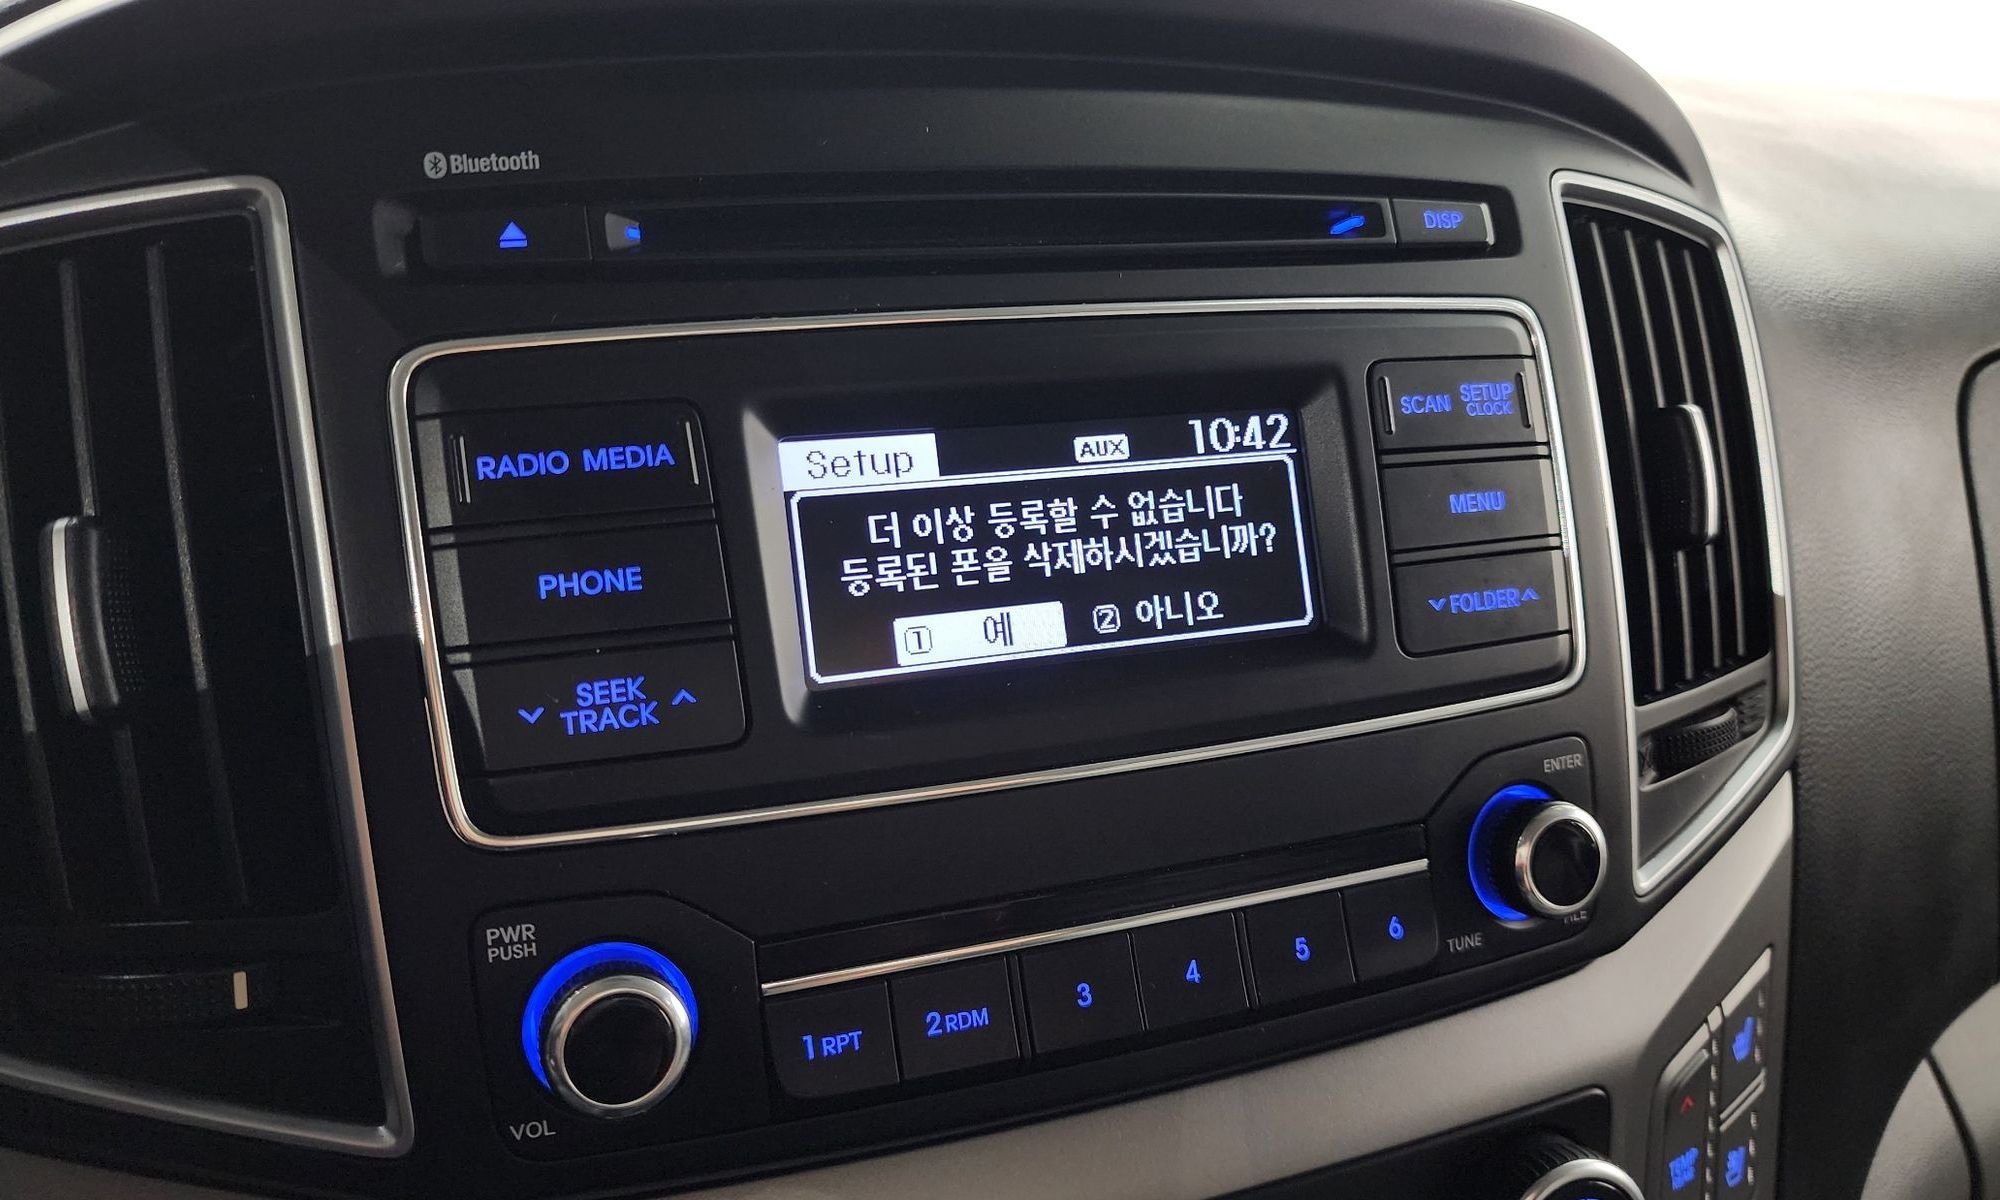 Bluetooth
DISP
RADIO MEDIA
PHONE
SEEK
TRACK
Setup AUX 10:42
더 이상 등록할 수 없습니다
등록된 폰을 삭제하시겠습니까?
1 예 2 아니오
SCAN SETUP
CLOCK
MENU
FOLDER
PWR
PUSH
VOL
1 RPT 2 RDM 3 4 5 6
ENTER
TUNE
FILE
TEMP